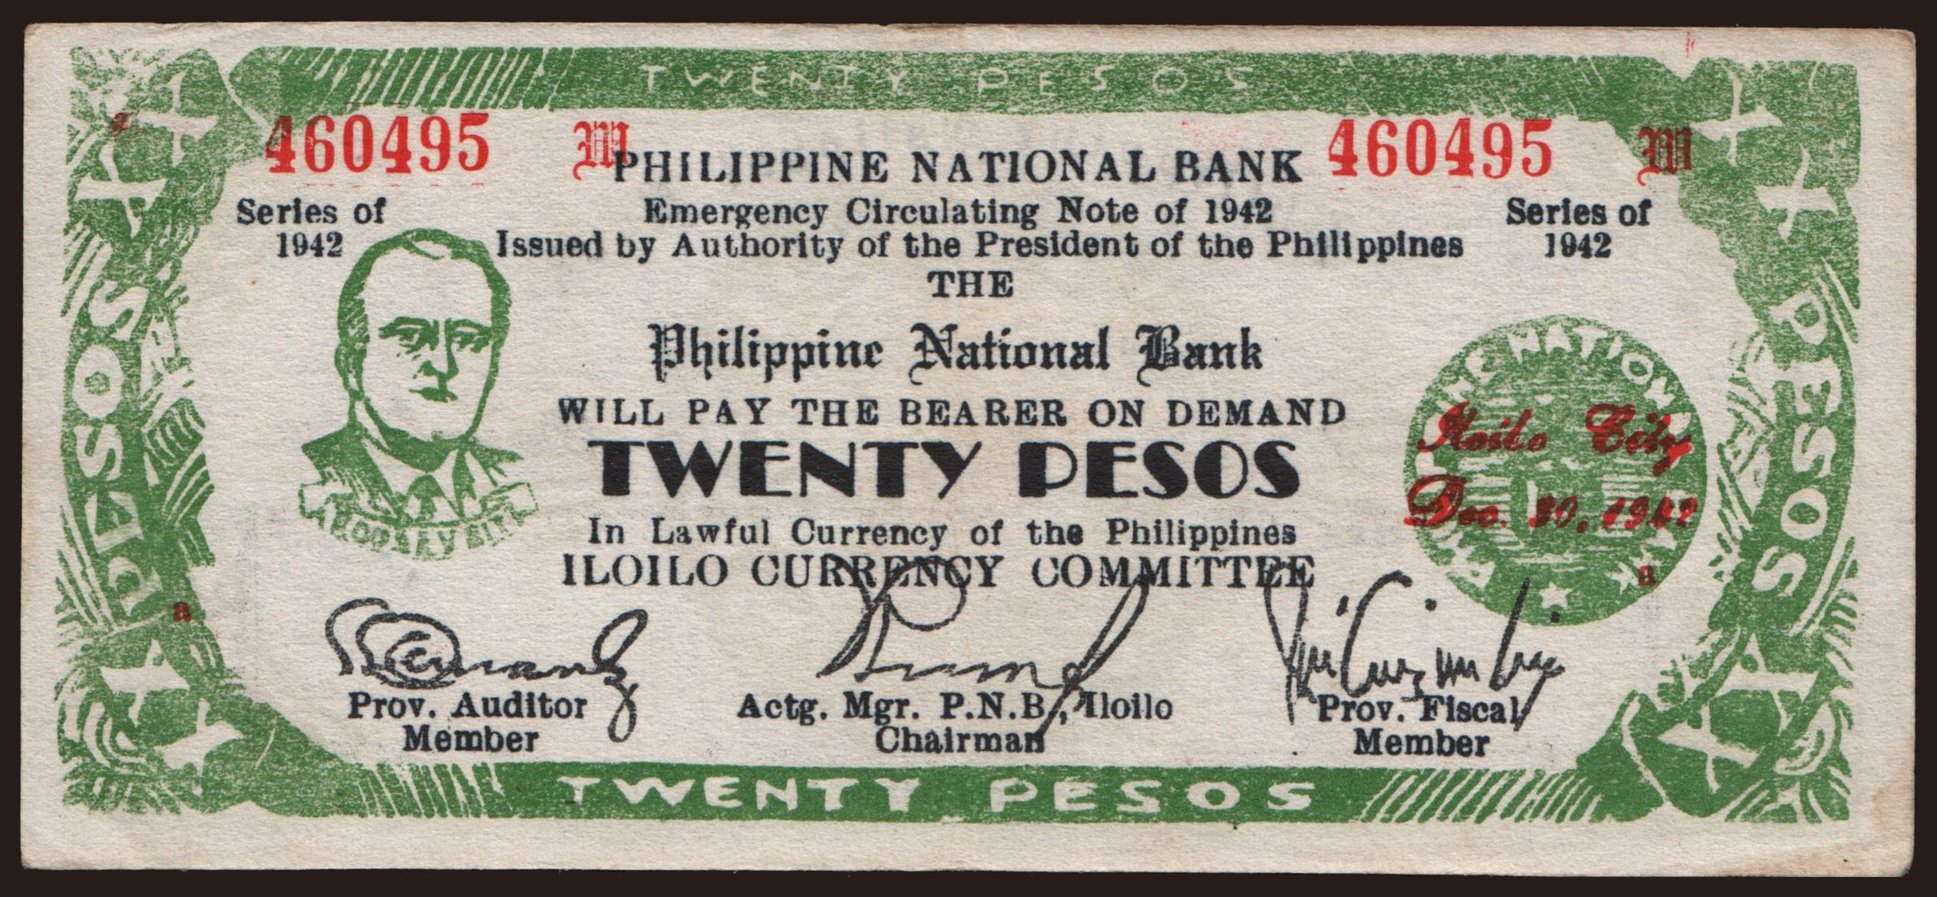 TWENTY PESOS
460495 M
460495 M
PHILIPPINE NATIONAL BANK
Series of
1942
Emergency Circulating Note of 1942
Series of
1942
Issued by Authority of the President of the Philippines
THE
Philippine National Bank
WILL PAY THE BEARER ON DEMAND
TWENTY PESOS
In Lawful Currency of the Philippines
ILOILO CURRENCY COMMITTEE
PESOS
PESOS
Iloilo City
Dec. 1942
a
a
Prov. Auditor
Member
Actg. Mgr. P.N.B., Iloilo
Chairman
Prov. Fiscal
Member
TWENTY PESOS